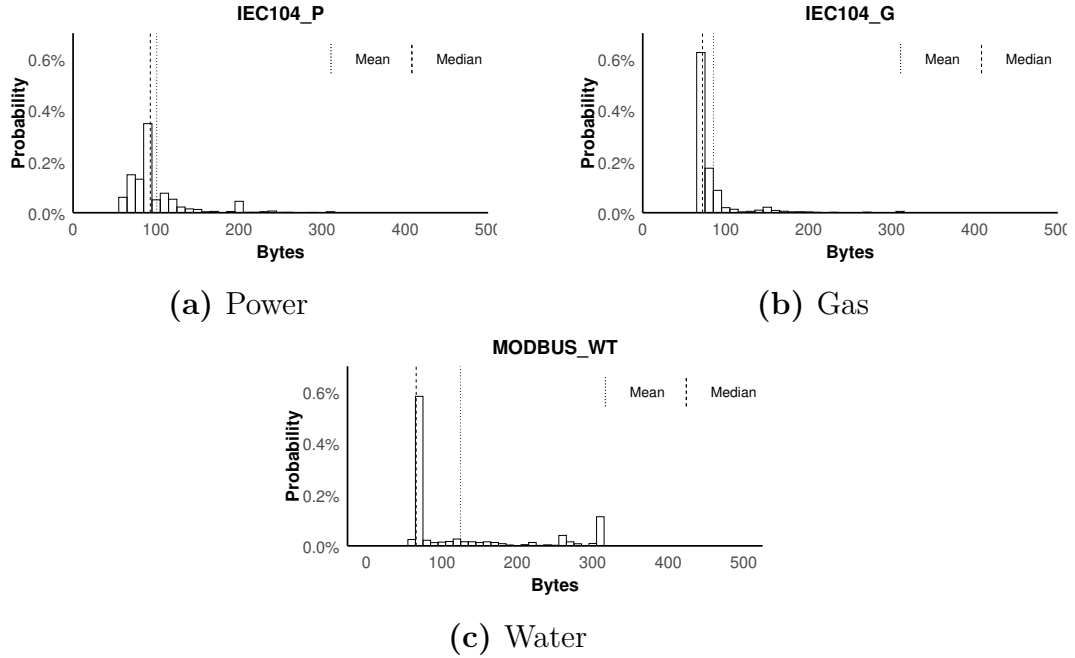 IEC104_P
Mean Median
Probability
0.6%
0.4%
0.2%
0.0%
0 100 200 300 400 500
Bytes
(a) Power
IEC104_G
Mean Median
Probability
0.6%
0.4%
0.2%
0.0%
0 100 200 300 400 500
Bytes
(b) Gas
MODBUS_WT
Mean Median
Probability
0.6%
0.4%
0.2%
0.0%
0 100 200 300 400 500
Bytes
(c) Water